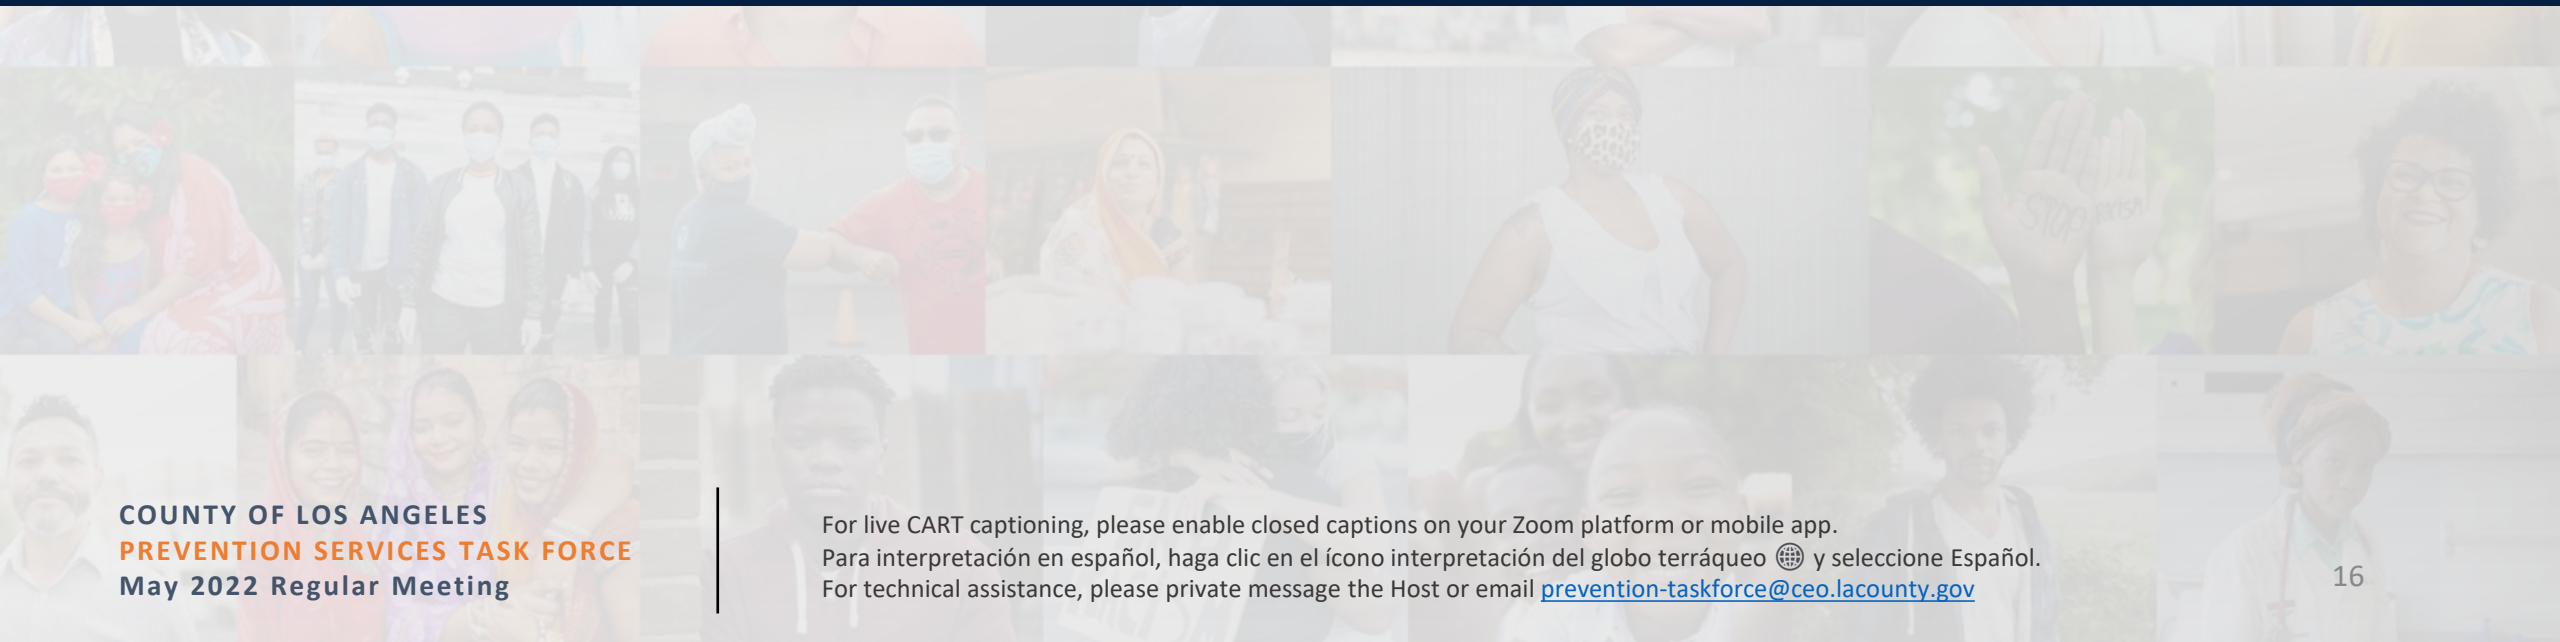 STOP RACISM
COUNTY OF LOS ANGELES
PREVENTION SERVICES TASK FORCE
May 2022 Regular Meeting
For live CART captioning, please enable closed captions on your Zoom platform or mobile app.
Para interpretación en español, haga clic en el ícono interpretación del globo terráqueo y seleccione Español.
For technical assistance, please private message the Host or email prevention-taskforce@ceo.lacounty.gov
16